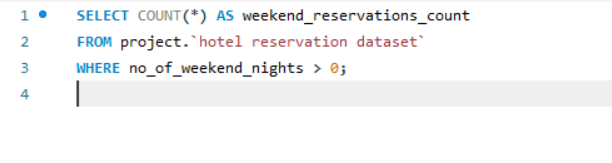 1 SELECT COUNT(*) AS weekend_reservations_count
2 FROM project.`hotel reservation dataset`
3 WHERE no_of_weekend_nights > 0;
4